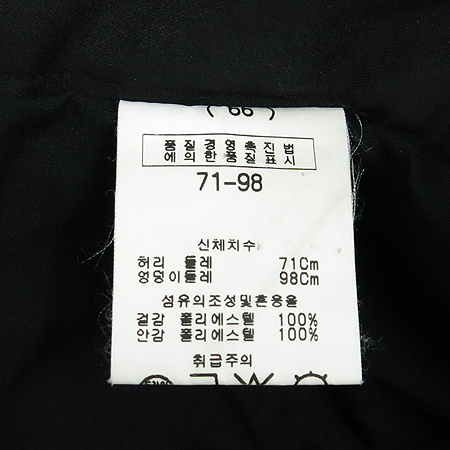 ( 66 )
품질경영촉진법
에 의한 품질표시
71-98
신체치수
허리 둘레 71Cm
엉덩이둘레 98Cm
섬유의조성및혼용율
겉감 폴리에스텔 100%
안감 폴리에스텔 100%
취급주의